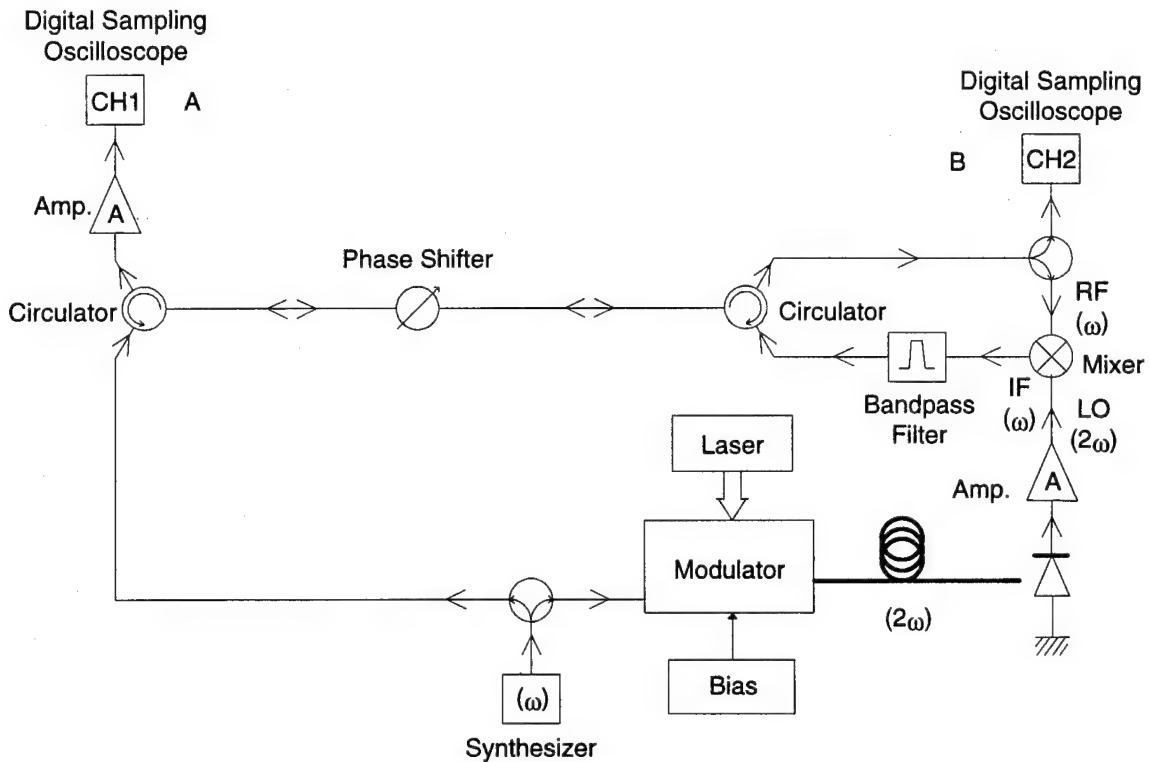 Digital Sampling
Oscilloscope
CH1
A
Amp.
A
Circulator
Phase Shifter
Circulator
Digital Sampling
Oscilloscope
B
CH2
RF
(ω)
Mixer
IF
(ω)
LO
(2ω)
Bandpass
Filter
Amp.
A
Laser
Modulator
(2ω)
Bias
(ω)
Synthesizer